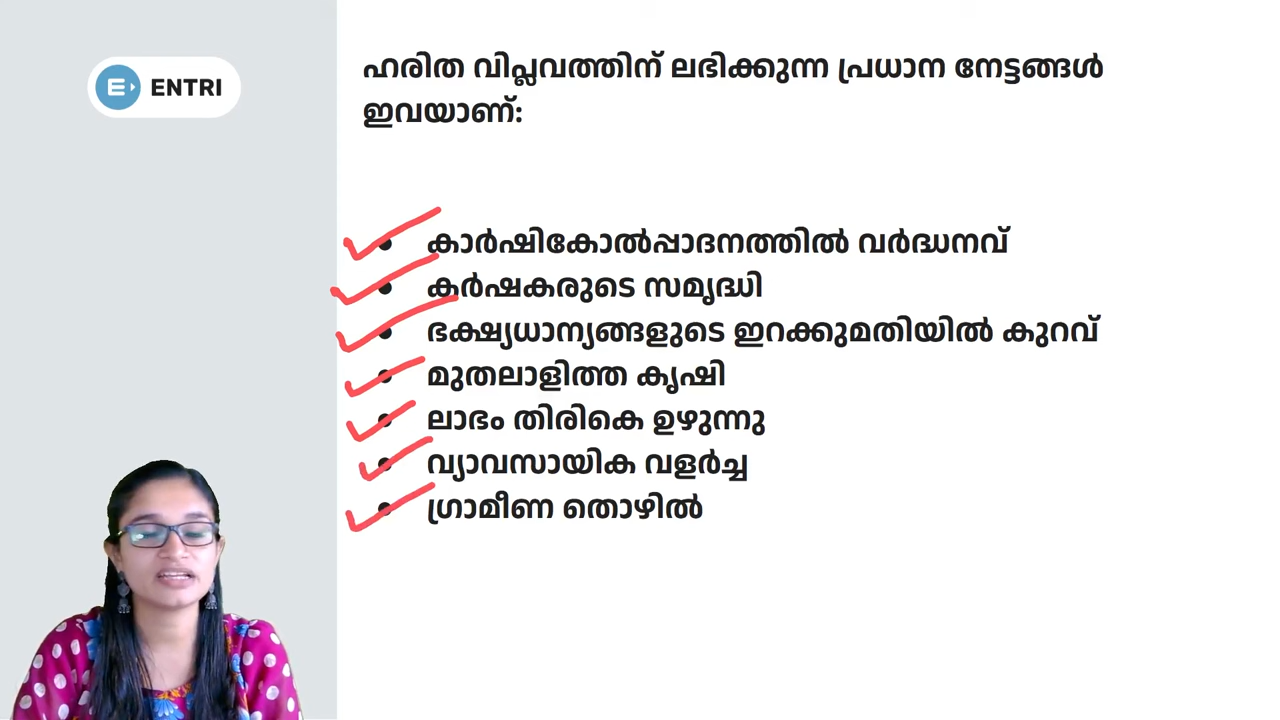 ENTRI
ഹരിത വിപ്ലവത്തിന് ലഭിക്കുന്ന പ്രധാന നേട്ടങ്ങൾ
ഇവയാണ്:
കാർഷികോൽപ്പാദനത്തിൽ വർദ്ധനവ്
കർഷകരുടെ സമൃദ്ധി
ഭക്ഷ്യധാന്യങ്ങളുടെ ഇറക്കുമതിയിൽ കുറവ്
മുതലാളിത്ത കൃഷി
ലാഭം തിരികെ ഉഴുന്നു
വ്യാവസായിക വളർച്ച
ഗ്രാമീണ തൊഴിൽ